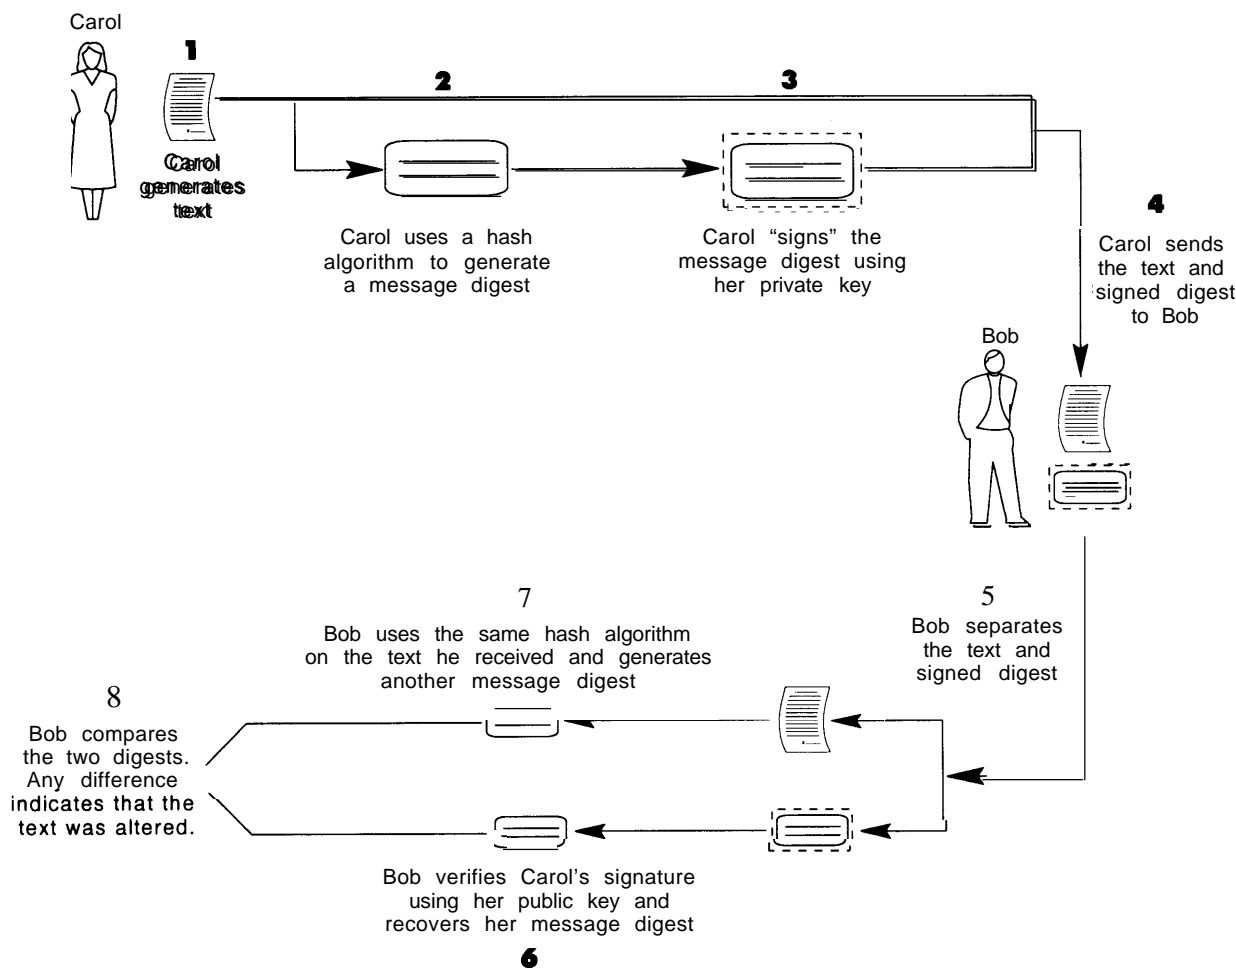 Carol
1
Carol
generates
text
2
Carol uses a hash
algorithm to generate
a message digest
3
Carol “signs” the
message digest using
her private key
4
Carol sends
the text and
signed digest
to Bob
Bob
5
Bob separates
the text and
signed digest
7
Bob uses the same hash algorithm
on the text he received and generates
another message digest
8
Bob compares
the two digests.
Any difference
indicates that the
text was altered.
Bob verifies Carol's signature
using her public key and
recovers her message digest
6